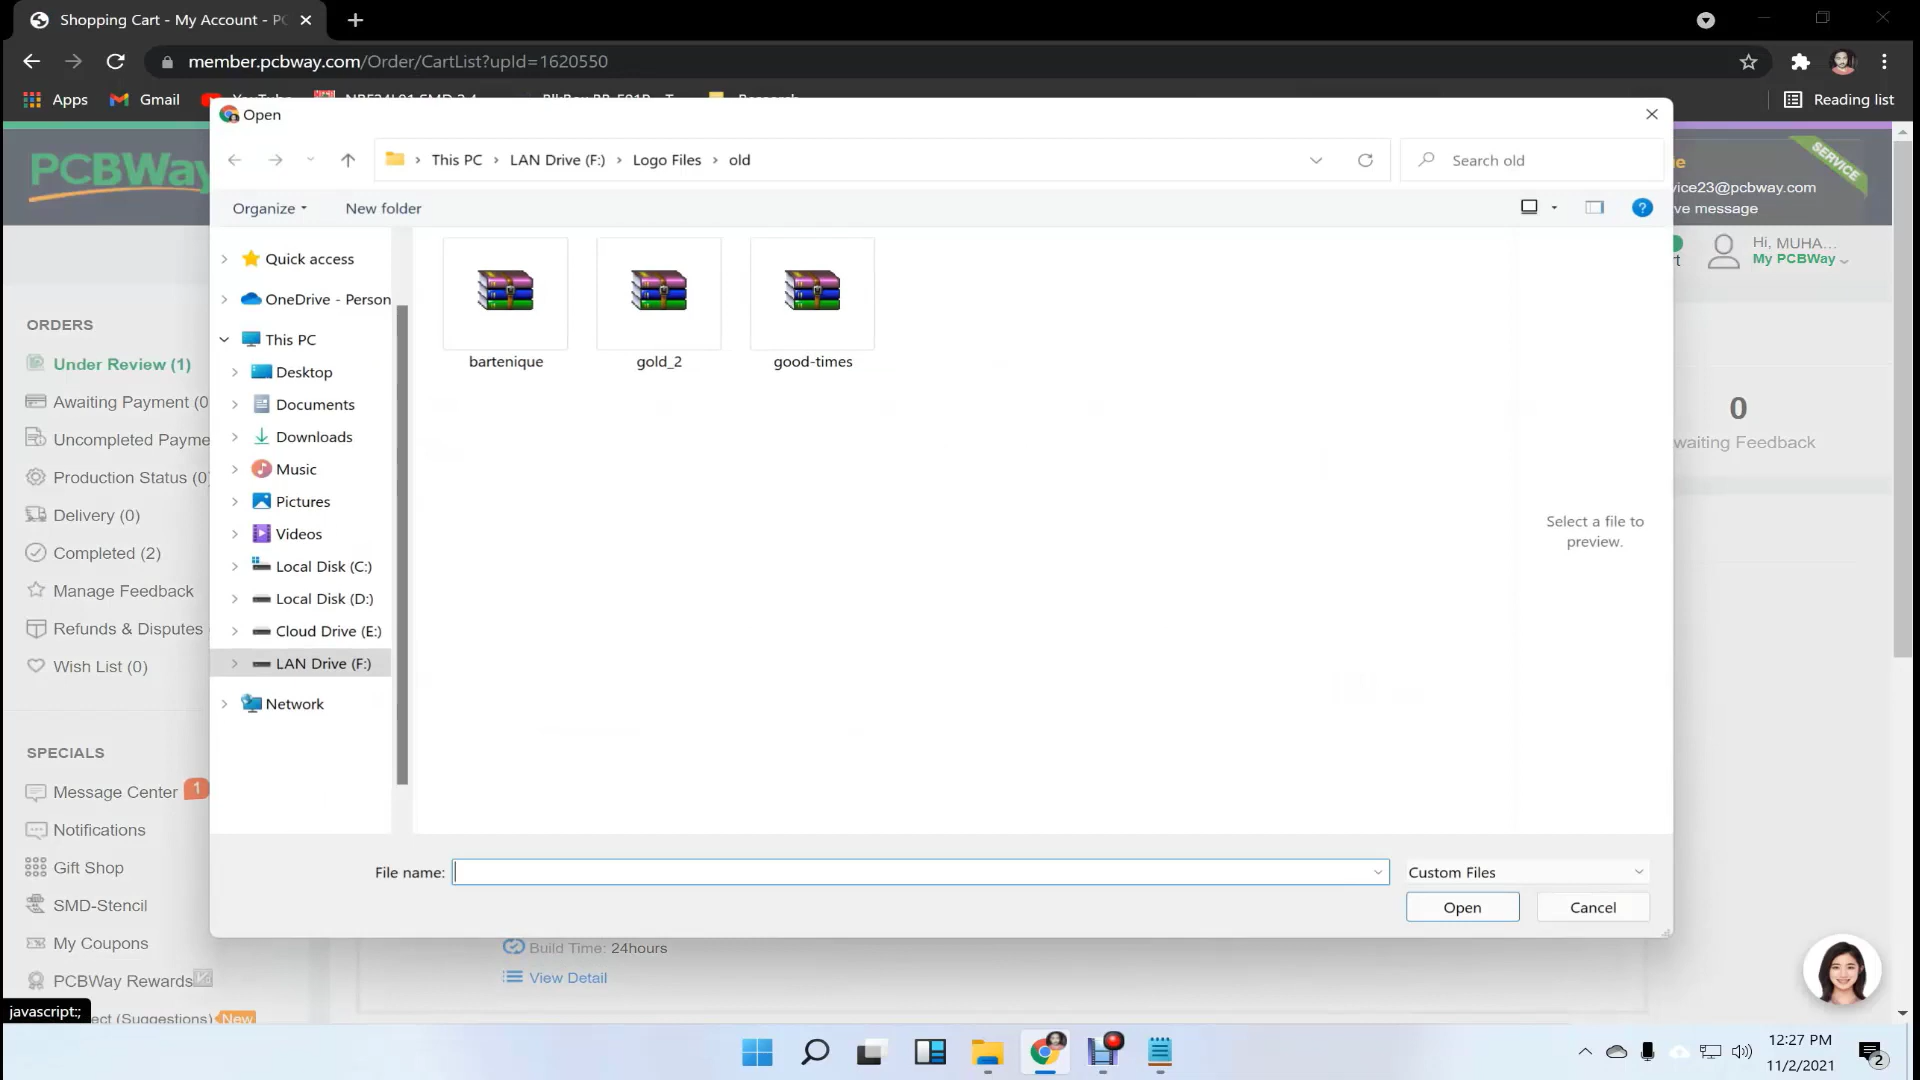 Shopping Cart - My Account - PC
member.pcbway.com/Order/CartList?upId=1620550
Apps
Gmail
Reading list
Open
PCBWay
This PC
LAN Drive (F:)
Logo Files
old
Search old
SERVICE
vice23@pcbway.com
ve message
Organize
New folder
Hi, MUHA...
My PCBWay
Quick access
OneDrive - Person
This PC
Desktop
Documents
Downloads
Music
Pictures
Videos
Local Disk (C:)
Local Disk (D:)
Cloud Drive (E:)
LAN Drive (F:)
Network
bartenique
gold_2
good-times
Select a file to
preview.
ORDERS
Under Review (1)
Awaiting Payment (0
Uncompleted Payme
Production Status (0)
Delivery (0)
Completed (2)
Manage Feedback
Refunds & Disputes
Wish List (0)
0
waiting Feedback
SPECIALS
Message Center
1
Notifications
Gift Shop
SMD-Stencil
My Coupons
PCBWay Rewards
ect (Suggestions)
New
File name:
Custom Files
Open
Cancel
Build Time: 24hours
View Detail
javascript:;
12:27 PM
11/2/2021
2